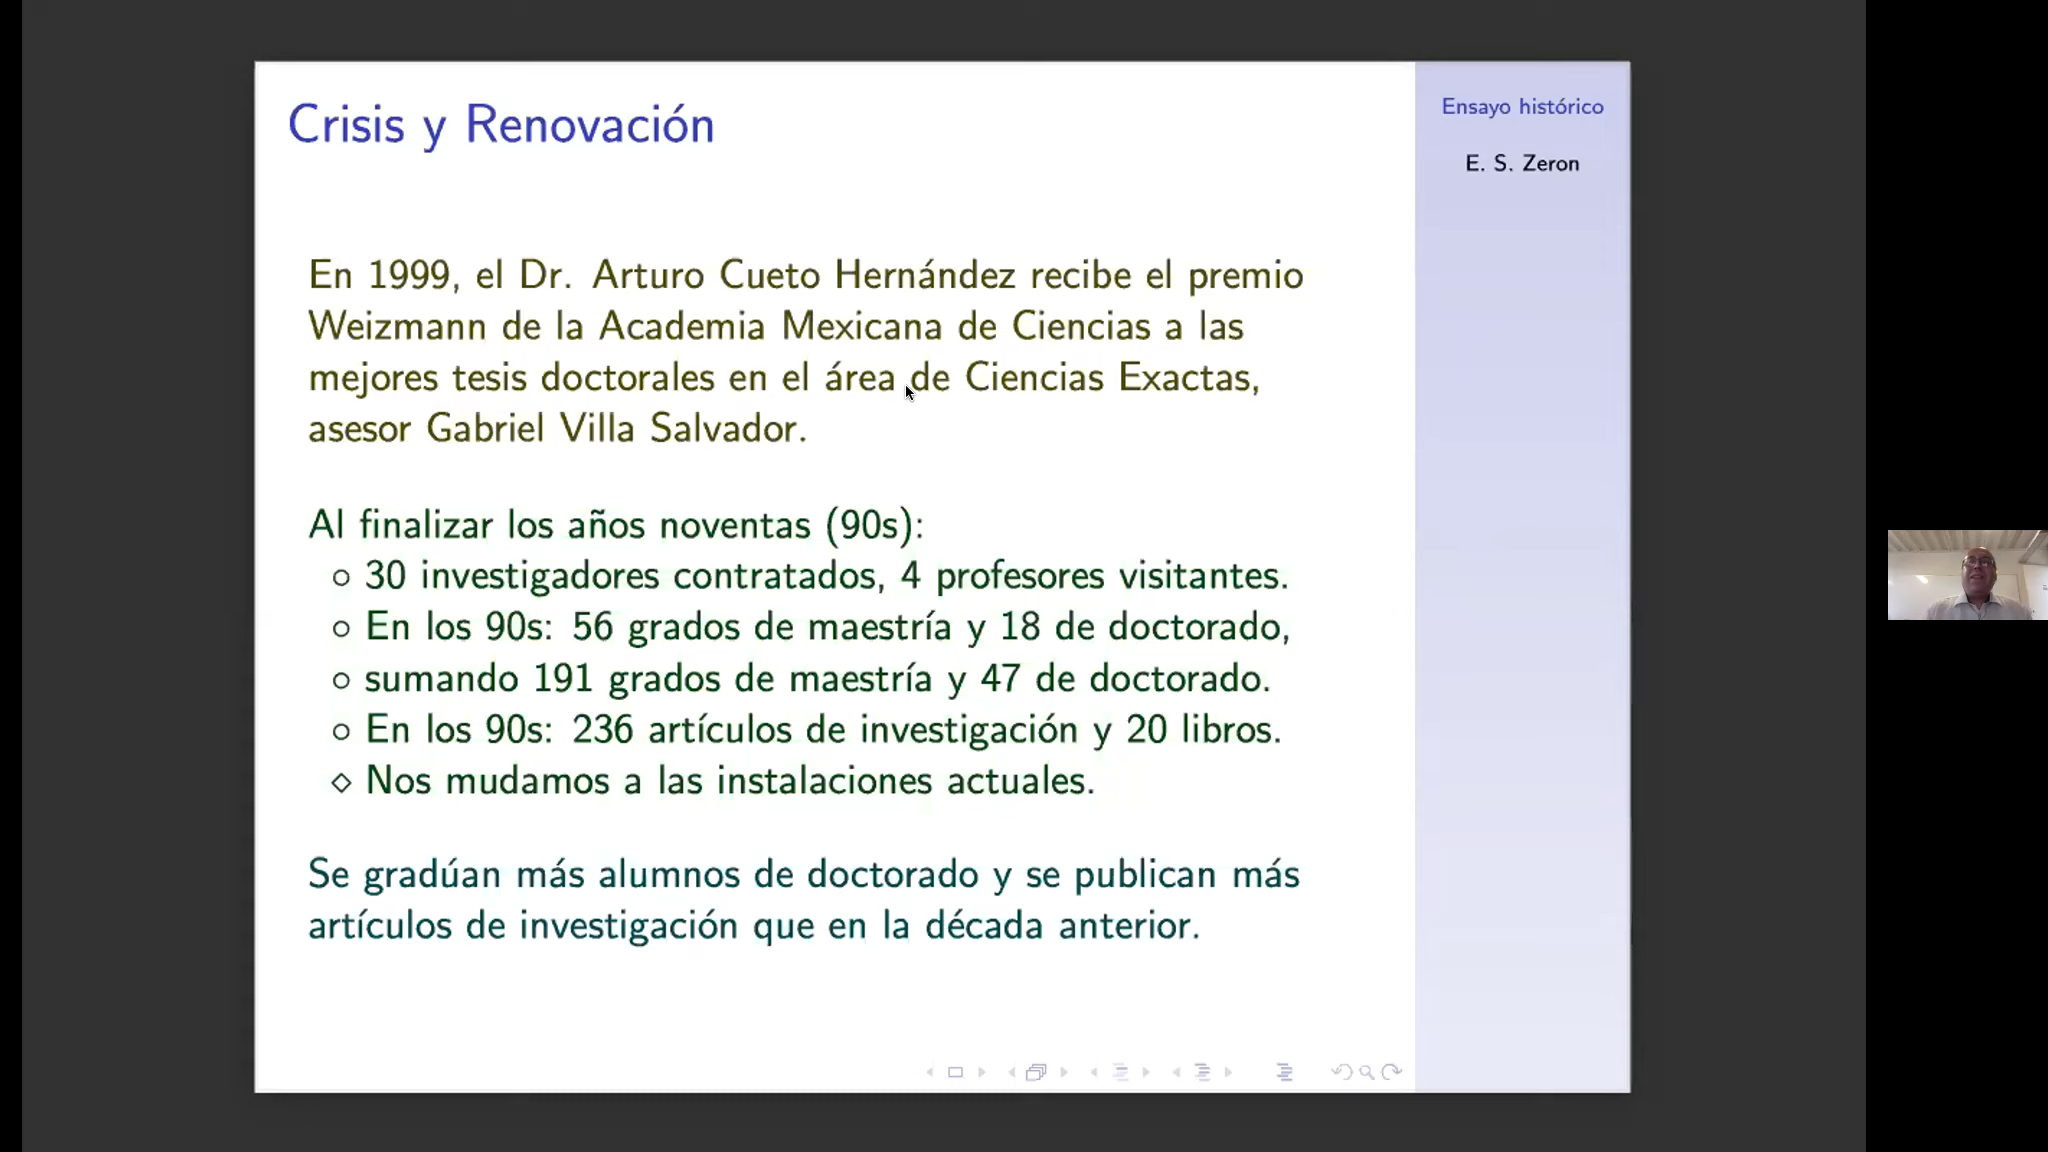 Crisis y Renovación
Ensayo histórico
E. S. Zeron
En 1999, el Dr. Arturo Cueto Hernández recibe el premio
Weizmann de la Academia Mexicana de Ciencias a las
mejores tesis doctorales en el área de Ciencias Exactas,
asesor Gabriel Villa Salvador.
Al finalizar los años noventas (90s):
○ 30 investigadores contratados, 4 profesores visitantes.
○ En los 90s: 56 grados de maestría y 18 de doctorado,
○ sumando 191 grados de maestría y 47 de doctorado.
○ En los 90s: 236 artículos de investigación y 20 libros.
◇ Nos mudamos a las instalaciones actuales.
Se gradúan más alumnos de doctorado y se publican más
artículos de investigación que en la década anterior.